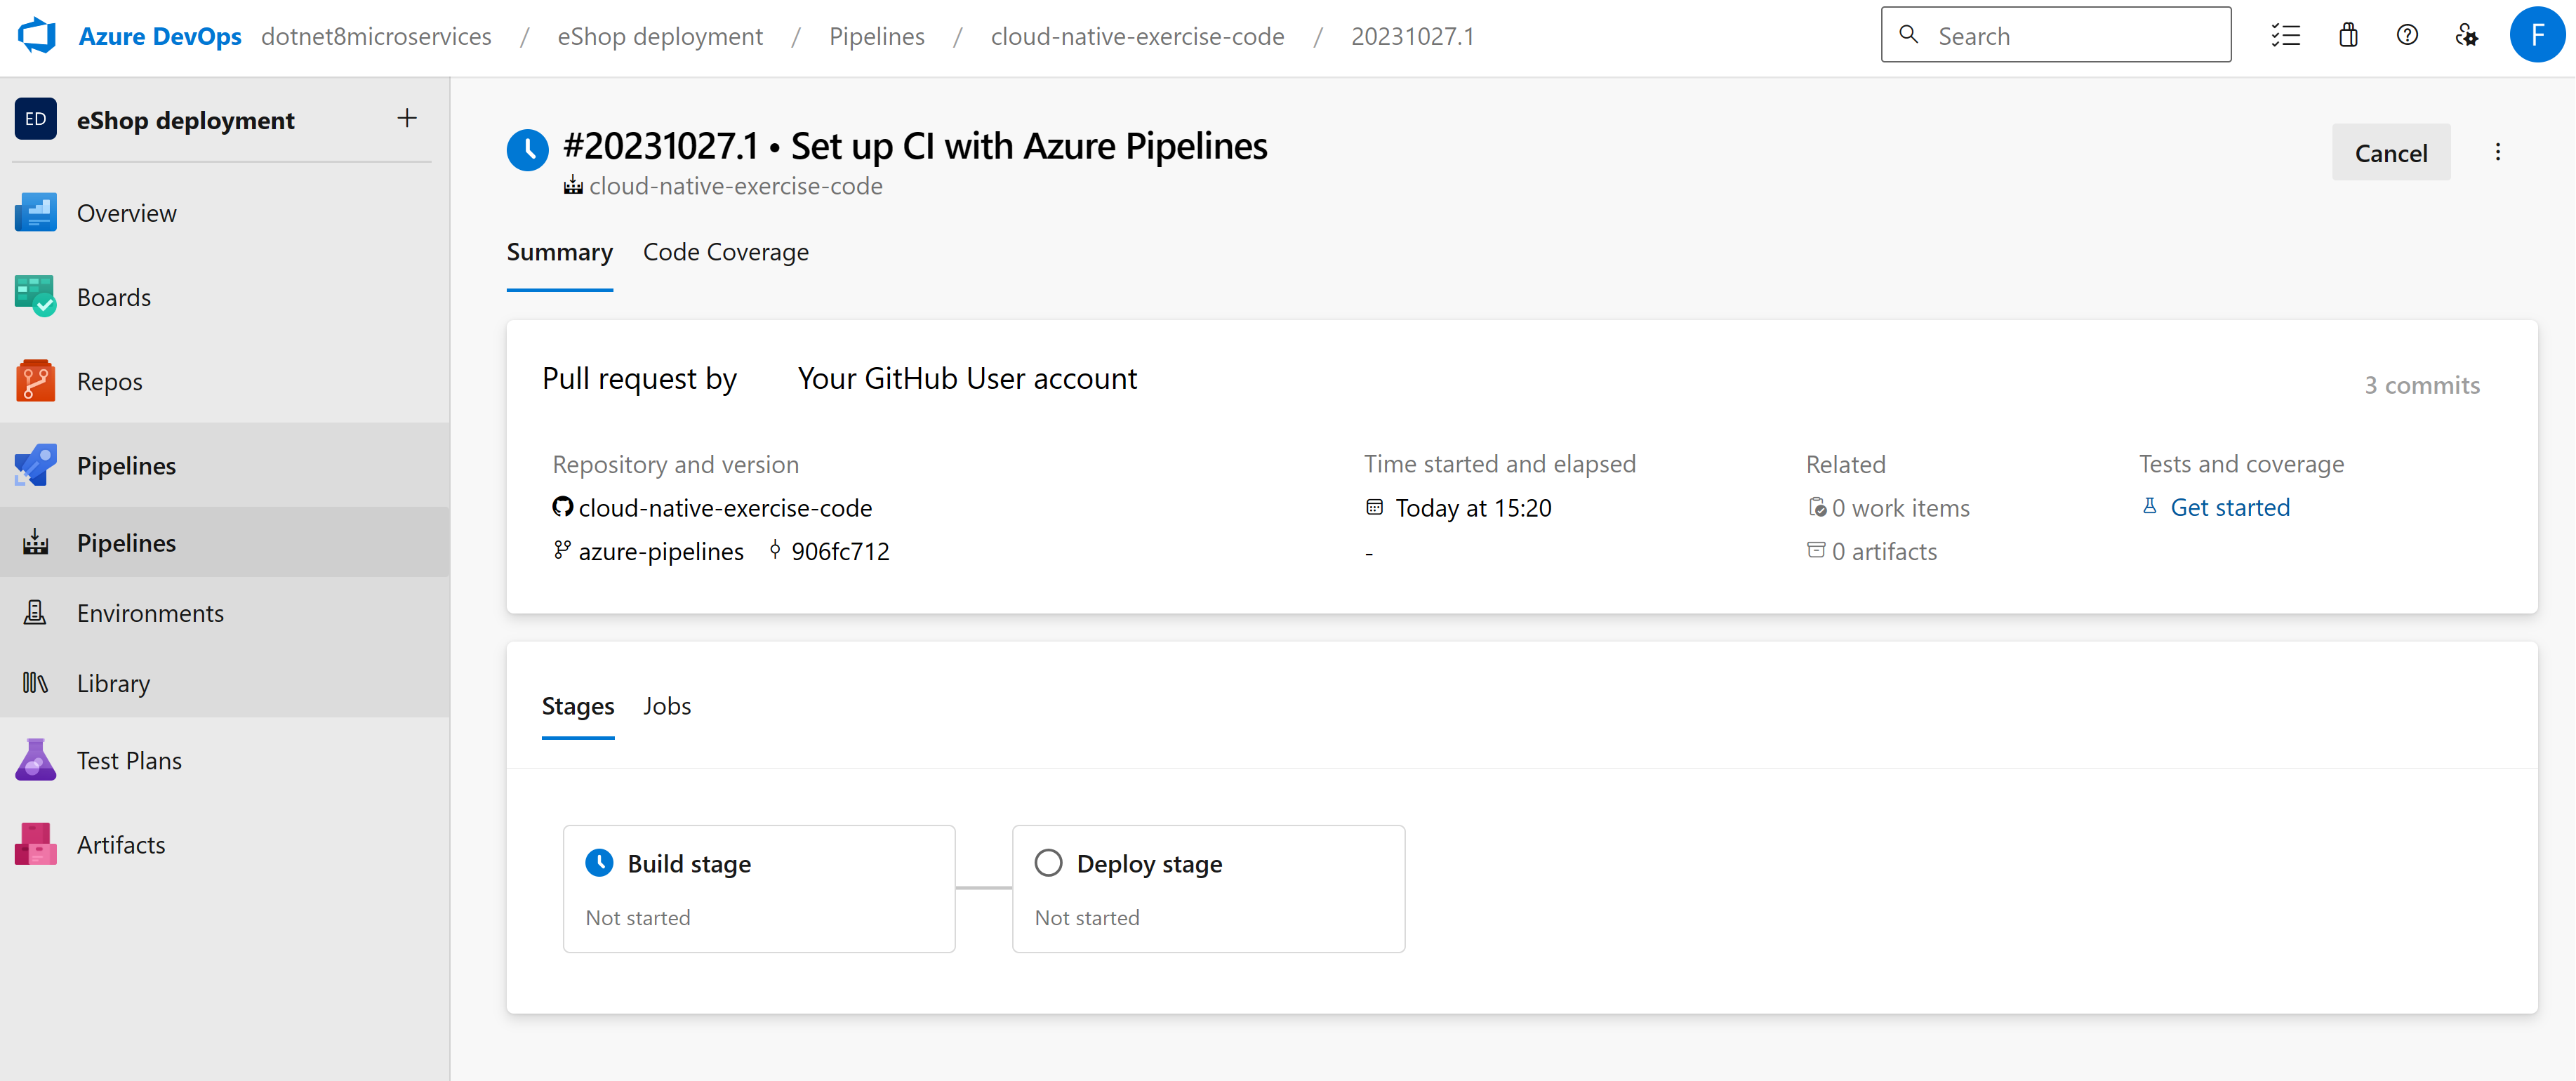 Azure DevOps dotnet8microservices / eShop deployment / Pipelines / cloud-native-exercise-code / 20231027.1 Search F
ED eShop deployment +
Overview
Boards
Repos
Pipelines
Pipelines
Environments
Library
Test Plans
Artifacts
#20231027.1 • Set up CI with Azure Pipelines
Cancel
cloud-native-exercise-code
Summary Code Coverage
Pull request by Your GitHub User account
3 commits
Repository and version
cloud-native-exercise-code
azure-pipelines 906fc712
Time started and elapsed
Today at 15:20
-
Related
0 work items
0 artifacts
Tests and coverage
Get started
Stages Jobs
Build stage
Not started
Deploy stage
Not started